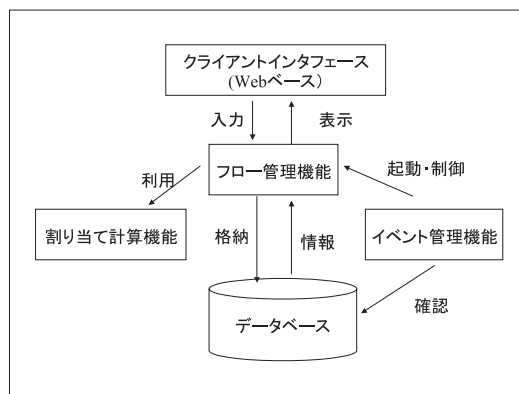 クライアントインタフェース
(Webベース)
入力
表示
フロー管理機能
利用
起動・制御
割り当て計算機能
格納
情報
イベント管理機能
データベース
確認